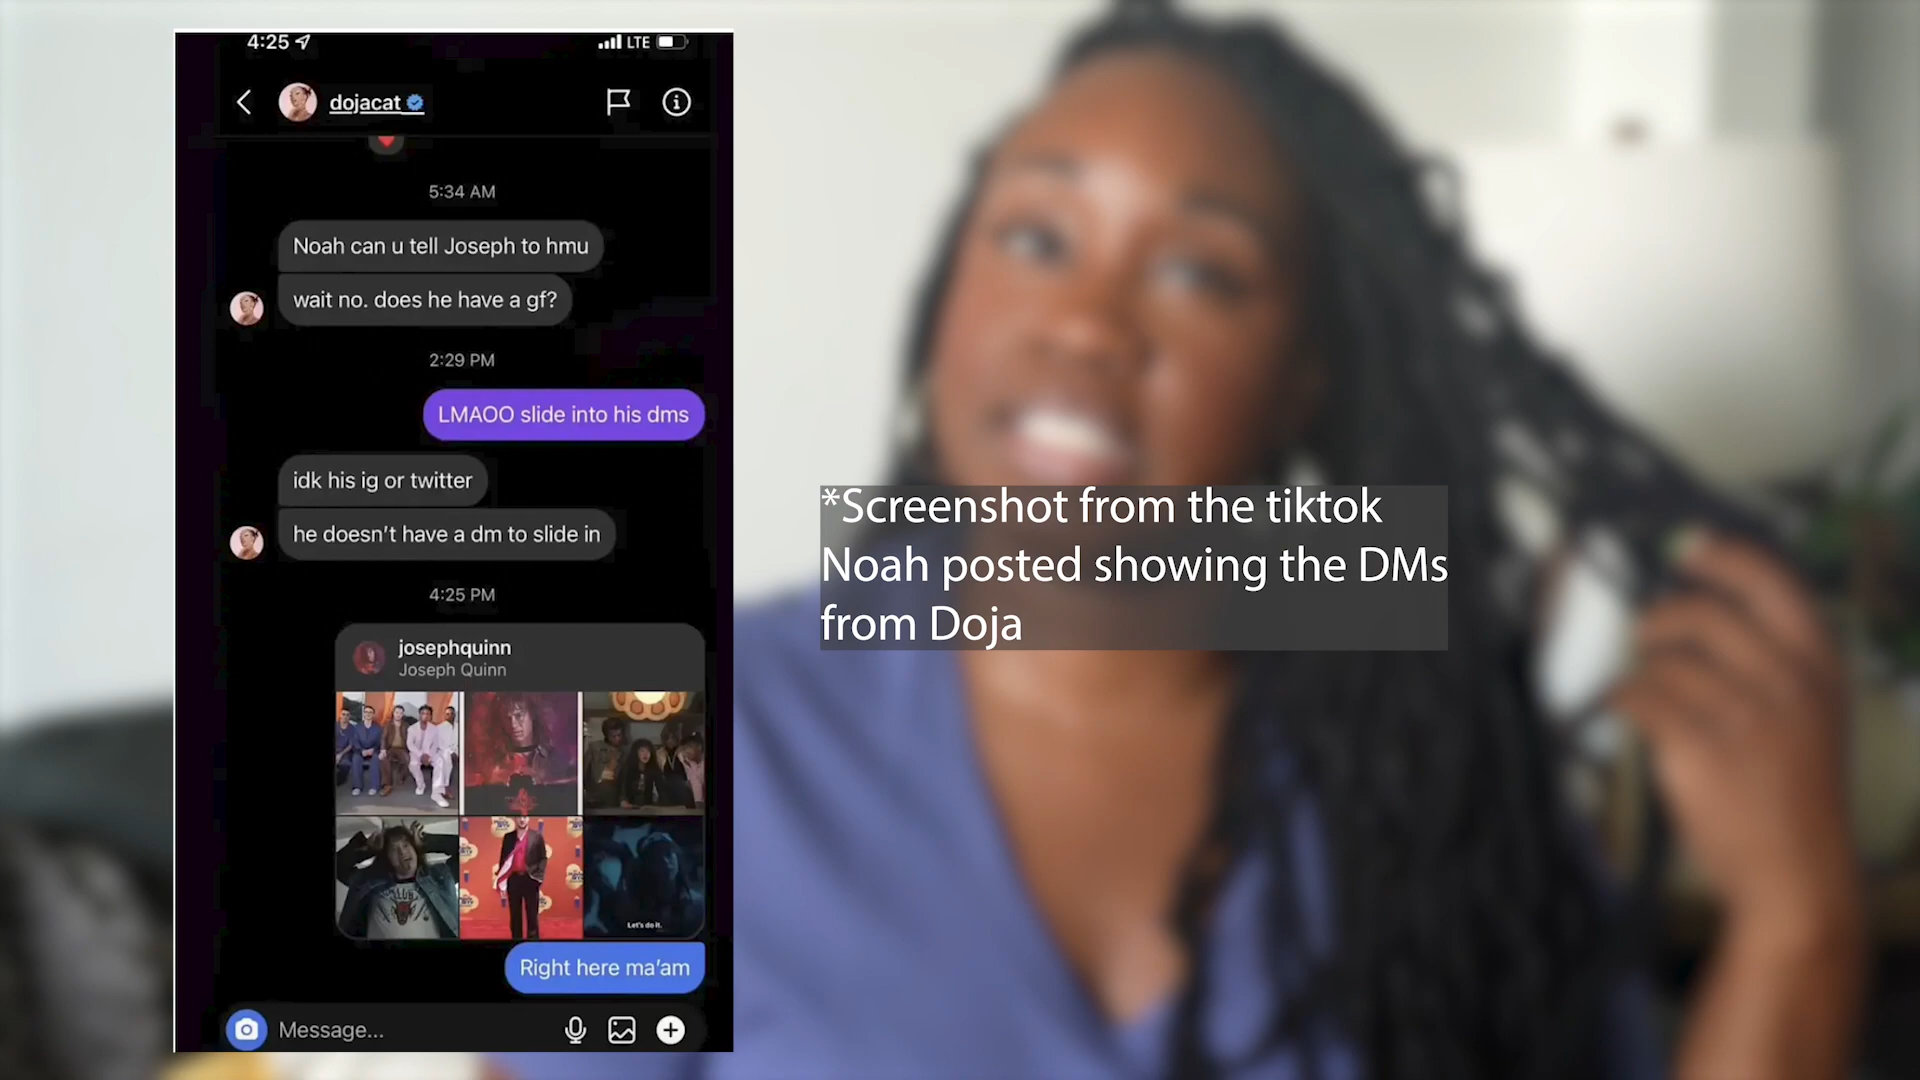 4:25
LTE
dojacat
5:34 AM
Noah can u tell Joseph to hmu
wait no. does he have a gf?
2:29 PM
LMAOO slide into his dms
idk his ig or twitter
he doesn't have a dm to slide in
4:25 PM
josephquinn
Joseph Quinn
Let's do it.
Right here ma'am
Message...
*Screenshot from the tiktok
Noah posted showing the DMs
from Doja